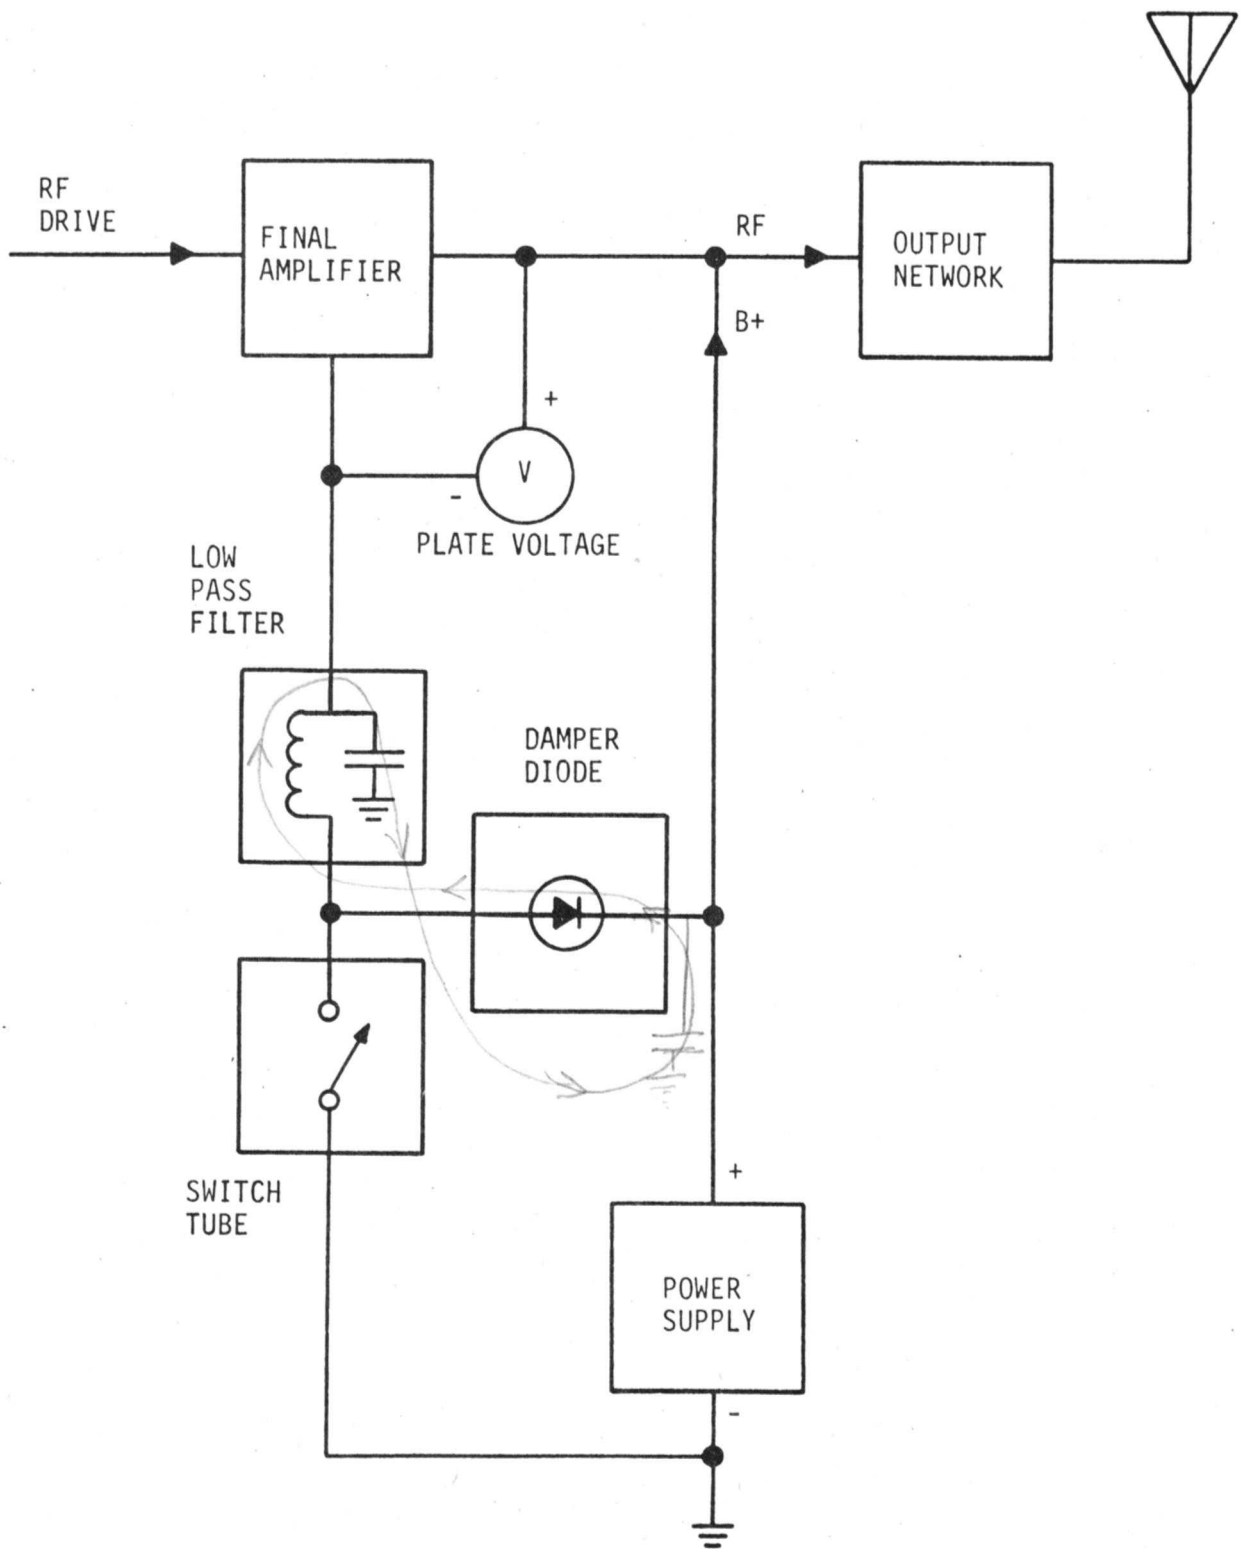 RF
DRIVE
FINAL
AMPLIFIER
RF
OUTPUT
NETWORK
B+
+
V
-
PLATE VOLTAGE
LOW
PASS
FILTER
DAMPER
DIODE
SWITCH
TUBE
+
POWER
SUPPLY
-